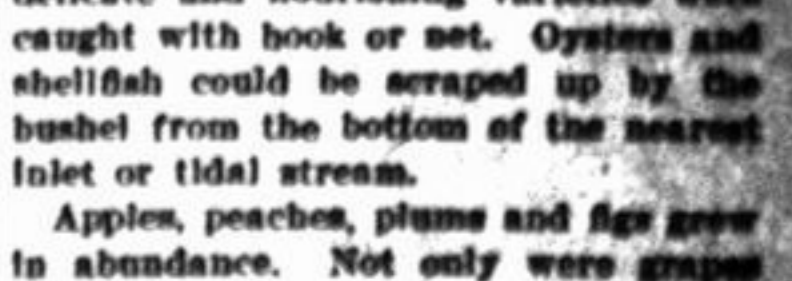 caught with hook or net. Oysters and
shellfish could be scraped up by the
bushel from the bottom of the nearest
inlet or tidal stream.
Apples, peaches, plums and figs grew
in abundance. Not only were grapes